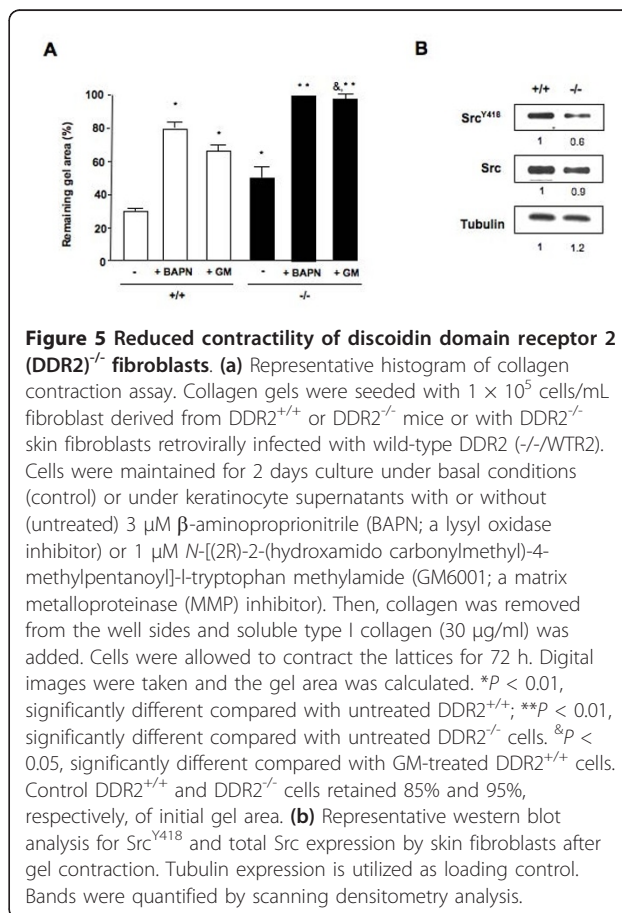 A
B
Remaining gel area (%)
100
80
60
40
20
0
*
*
*
**
&,**
-
+ BAPN
+ GM
-
+ BAPN
+ GM
+/+
-/-
+/+
-/-
Src^Y418
1
0.6
Src
1
0.9
Tubulin
1
1.2
Figure 5 Reduced contractility of discoidin domain receptor 2
(DDR2)-/- fibroblasts. (a) Representative histogram of collagen
contraction assay. Collagen gels were seeded with 1 × 10⁵ cells/mL
fibroblast derived from DDR2+/+ or DDR2-/- mice or with DDR2-/-
skin fibroblasts retrovirally infected with wild-type DDR2 (-/-/WTR2).
Cells were maintained for 2 days culture under basal conditions
(control) or under keratinocyte supernatants with or without
(untreated) 3 μM β-aminoproprionitrile (BAPN; a lysyl oxidase
inhibitor) or 1 μM N-[(2R)-2-(hydroxamido carbonylmethyl)-4-
methylpentanoyl]-l-tryptophan methylamide (GM6001; a matrix
metalloproteinase (MMP) inhibitor). Then, collagen was removed
from the well sides and soluble type I collagen (30 μg/ml) was
added. Cells were allowed to contract the lattices for 72 h. Digital
images were taken and the gel area was calculated. *P < 0.01,
significantly different compared with untreated DDR2+/+; **P < 0.01,
significantly different compared with untreated DDR2-/- cells. &P <
0.05, significantly different compared with GM-treated DDR2+/+ cells.
Control DDR2+/+ and DDR2-/- cells retained 85% and 95%,
respectively, of initial gel area. (b) Representative western blot
analysis for Src^Y418 and total Src expression by skin fibroblasts after
gel contraction. Tubulin expression is utilized as loading control.
Bands were quantified by scanning densitometry analysis.